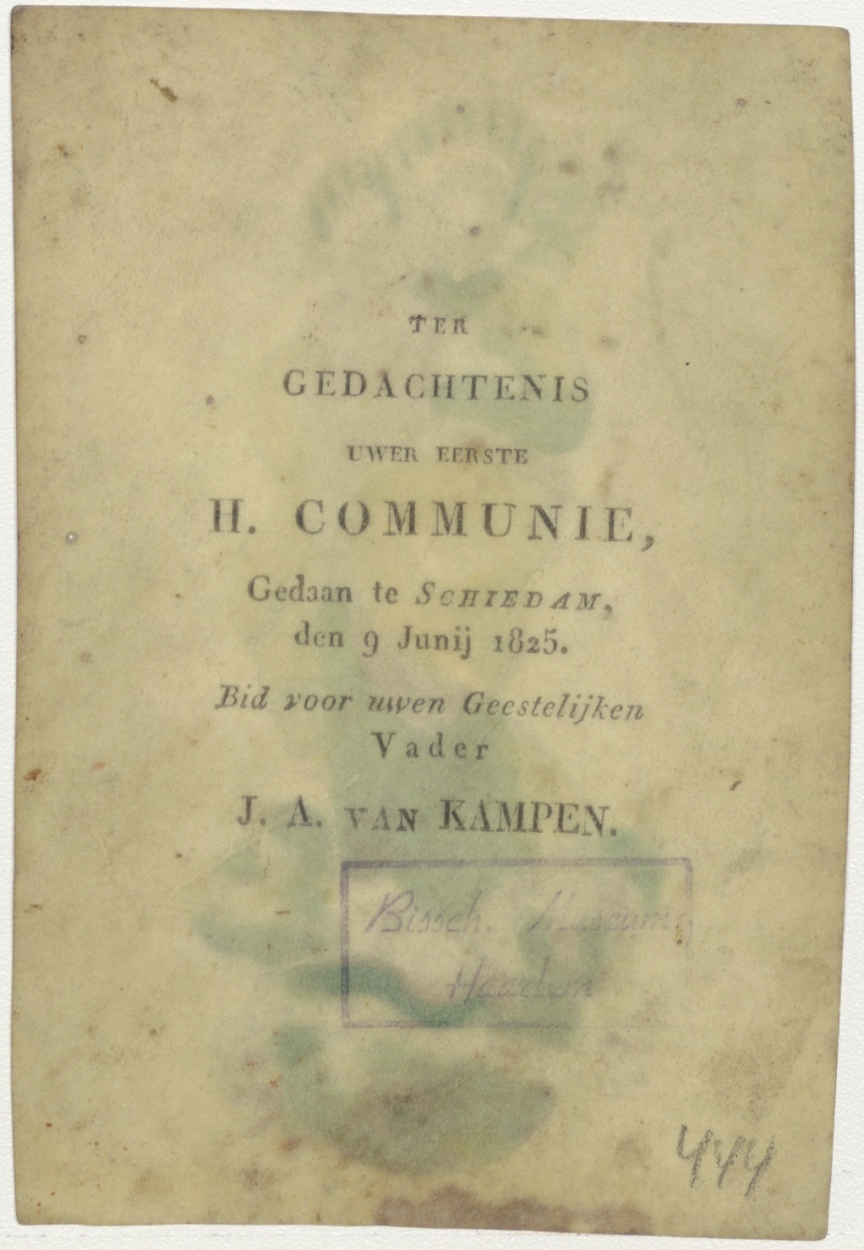 TER
GEDACHTENIS
UWER EERSTE
H. COMMUNIE,
Gedaan te SCHIEDAM,
den 9 Junij 1825.
Bid voor uwen Geestelijken
Vader
J. A. VAN KAMPEN.
Bissch. Museum
Haarlem
444